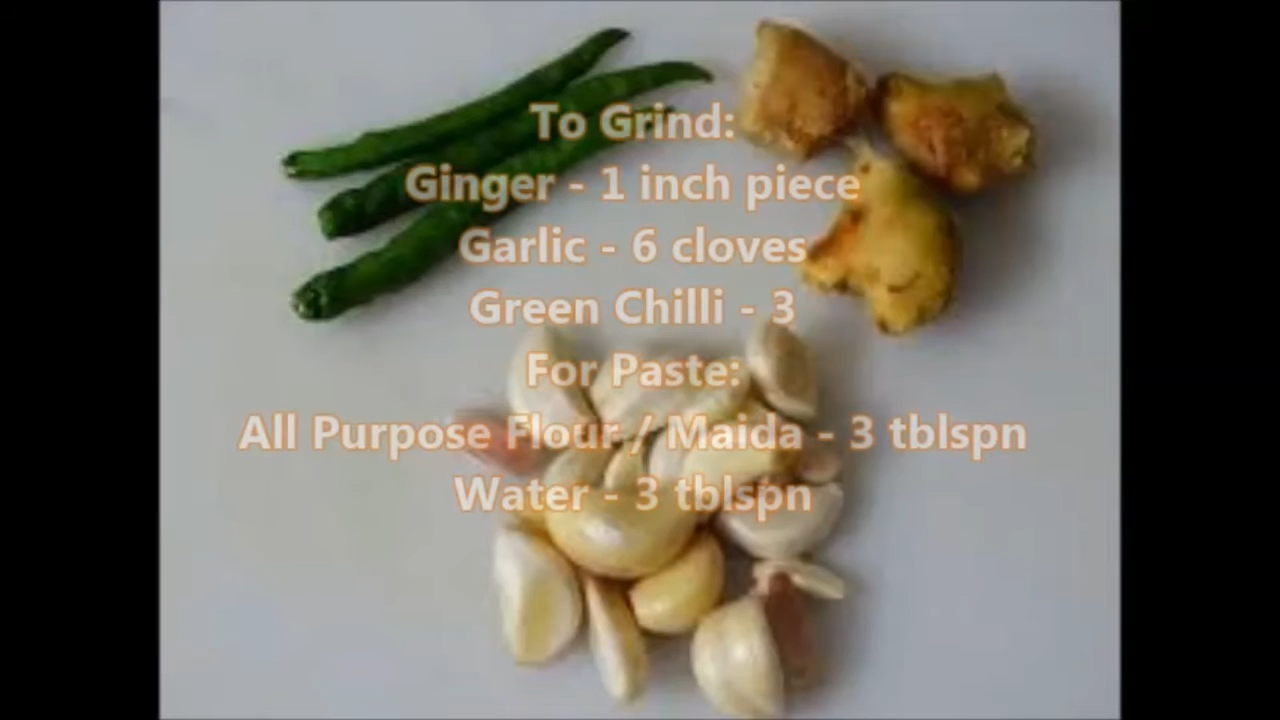 To Grind:
Ginger - 1 inch piece
Garlic - 6 cloves
Green Chilli - 3
For Paste:
All Purpose Flour / Maida - 3 tblspn
Water - 3 tblspn